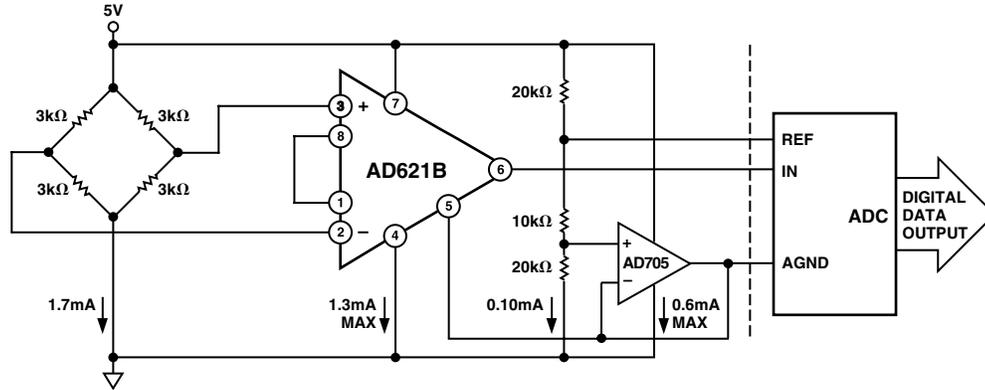 5V
3kΩ
3kΩ
3kΩ
3kΩ
1.7mA
3
+
8
1
2
–
7
AD621B
6
5
4
1.3mA
MAX
20kΩ
10kΩ
20kΩ
0.10mA
+
AD705
–
0.6mA
MAX
REF
IN
ADC
AGND
DIGITAL
DATA
OUTPUT